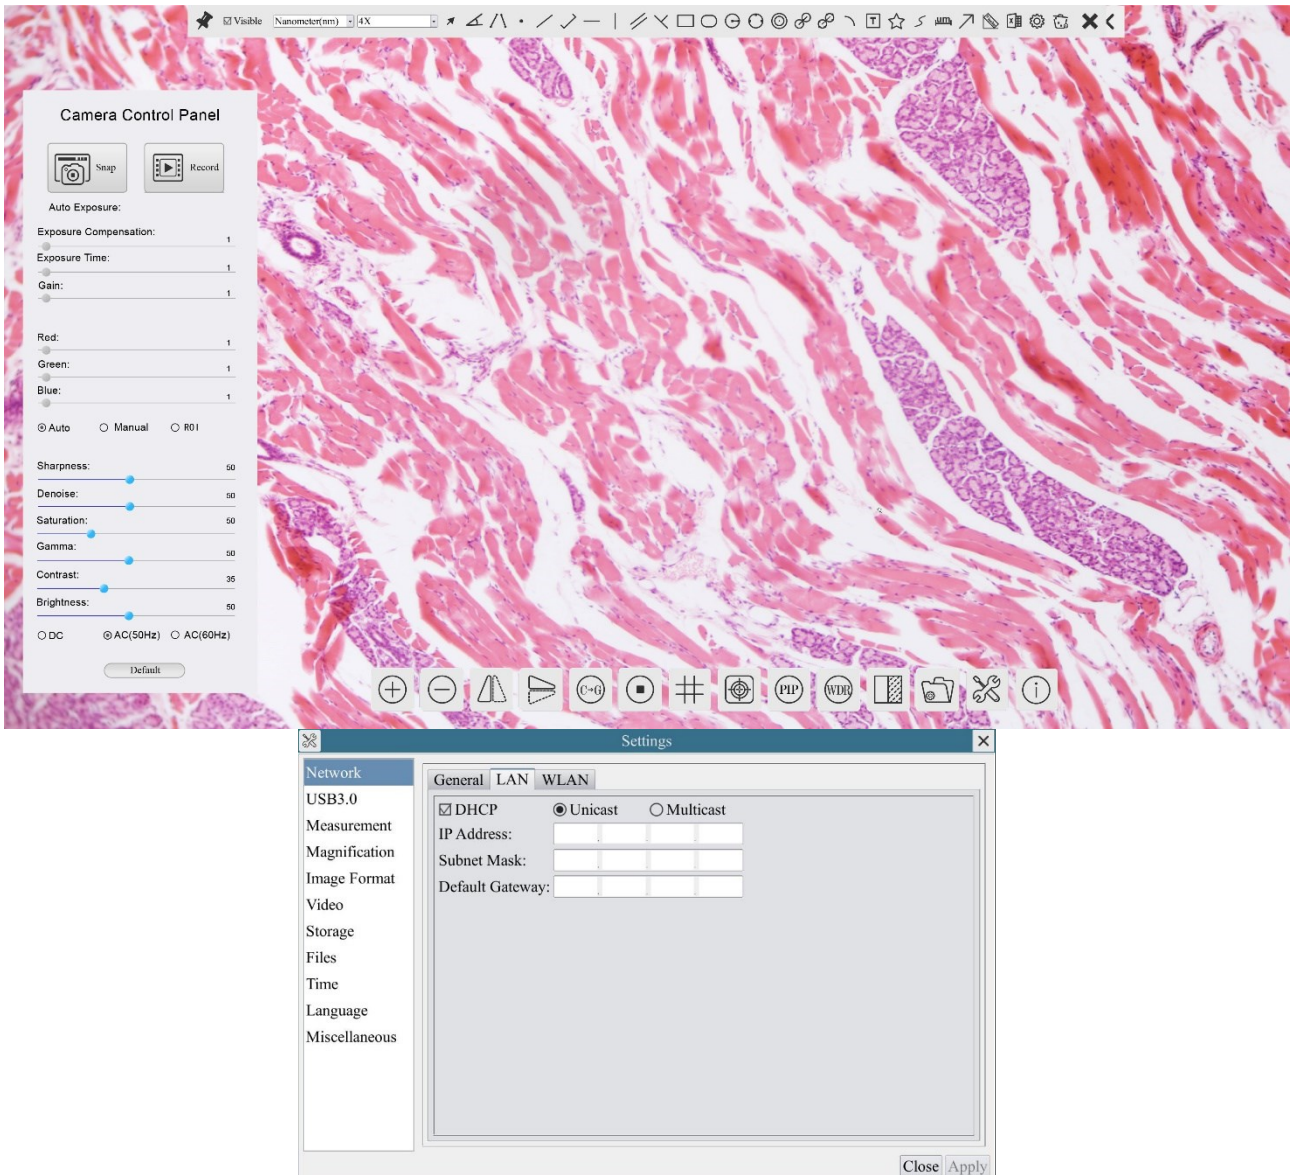 Visible Nanometer(nm) 4X
Camera Control Panel
Snap Record
Auto Exposure:
Exposure Compensation:
1
Exposure Time:
1
Gain:
1
Red:
1
Green:
1
Blue:
1
Auto Manual ROI
Sharpness: 50
Denoise: 50
Saturation: 50
Gamma: 50
Contrast: 35
Brightness: 50
DC AC(50Hz) AC(60Hz)
Default
C→G PIP WDR
Settings
Network
USB3.0
Measurement
Magnification
Image Format
Video
Storage
Files
Time
Language
Miscellaneous
General LAN WLAN
DHCP Unicast Multicast
IP Address:
Subnet Mask:
Default Gateway:
Close Apply